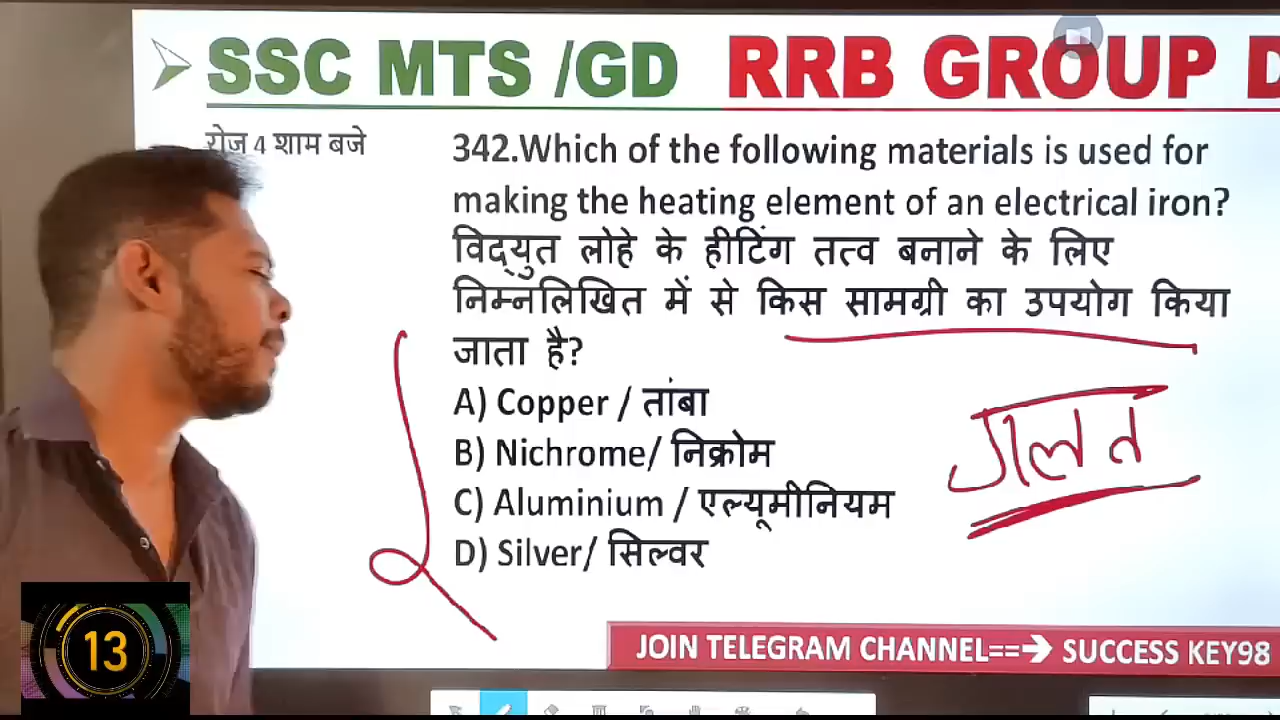 SSC MTS /GD RRB GROUP D
रोज 4 शाम बजे
342.Which of the following materials is used for
making the heating element of an electrical iron?
विद्युत लोहे के हीटिंग तत्व बनाने के लिए
निम्नलिखित में से किस सामग्री का उपयोग किया
जाता है?
A) Copper / तांबा
B) Nichrome/ निक्रोम
C) Aluminium / एल्यूमीनियम
D) Silver/ सिल्वर
गलत
13
JOIN TELEGRAM CHANNEL==➔ SUCCESS KEY98